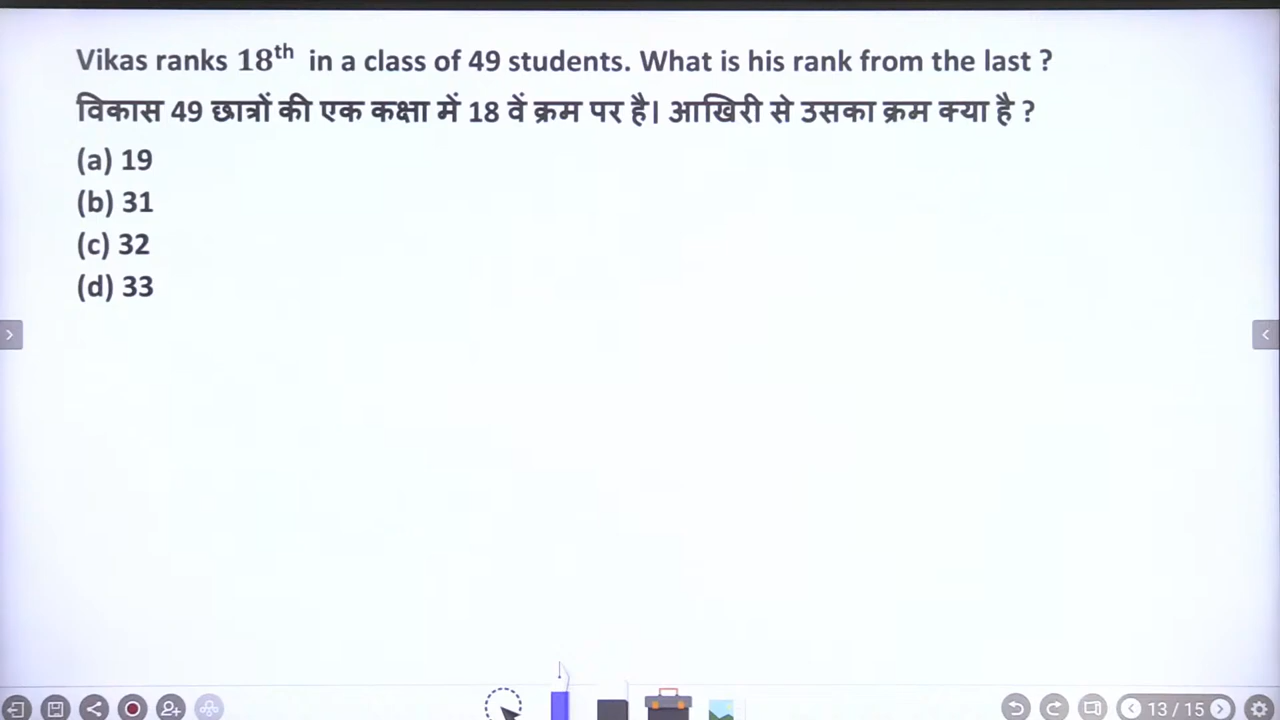 Vikas ranks 18th in a class of 49 students. What is his rank from the last ?
विकास 49 छात्रों की एक कक्षा में 18 वें क्रम पर है। आखिरी से उसका क्रम क्या है ?
(a) 19
(b) 31
(c) 32
(d) 33
13 / 15